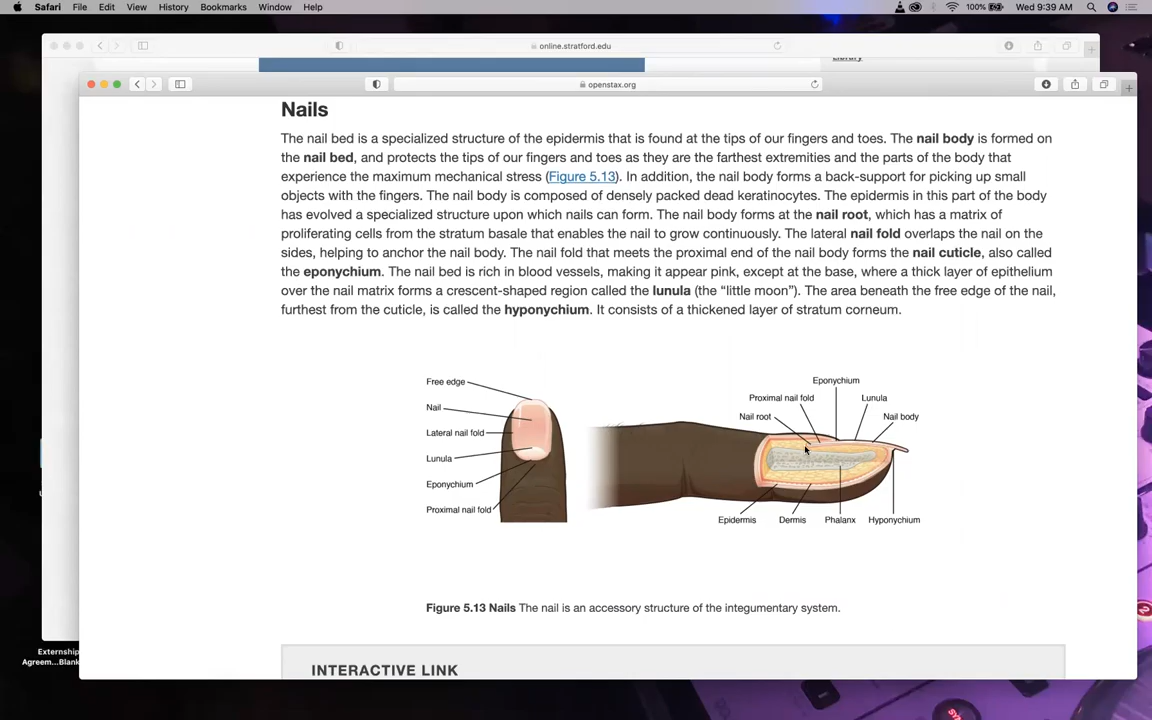 Safari File Edit View History Bookmarks Window Help 100% Wed 9:39 AM
online.stratford.edu
Library
openstax.org
Nails
The nail bed is a specialized structure of the epidermis that is found at the tips of our fingers and toes. The nail body is formed on
the nail bed, and protects the tips of our fingers and toes as they are the farthest extremities and the parts of the body that
experience the maximum mechanical stress (Figure 5.13). In addition, the nail body forms a back-support for picking up small
objects with the fingers. The nail body is composed of densely packed dead keratinocytes. The epidermis in this part of the body
has evolved a specialized structure upon which nails can form. The nail body forms at the nail root, which has a matrix of
proliferating cells from the stratum basale that enables the nail to grow continuously. The lateral nail fold overlaps the nail on the
sides, helping to anchor the nail body. The nail fold that meets the proximal end of the nail body forms the nail cuticle, also called
the eponychium. The nail bed is rich in blood vessels, making it appear pink, except at the base, where a thick layer of epithelium
over the nail matrix forms a crescent-shaped region called the lunula (the “little moon”). The area beneath the free edge of the nail,
furthest from the cuticle, is called the hyponychium. It consists of a thickened layer of stratum corneum.
Free edge
Nail
Lateral nail fold
Lunula
Eponychium
Proximal nail fold
Eponychium
Proximal nail fold
Lunula
Nail root
Nail body
Epidermis
Dermis
Phalanx
Hyponychium
Figure 5.13 Nails The nail is an accessory structure of the integumentary system.
INTERACTIVE LINK
Externship
Agreem...Blank